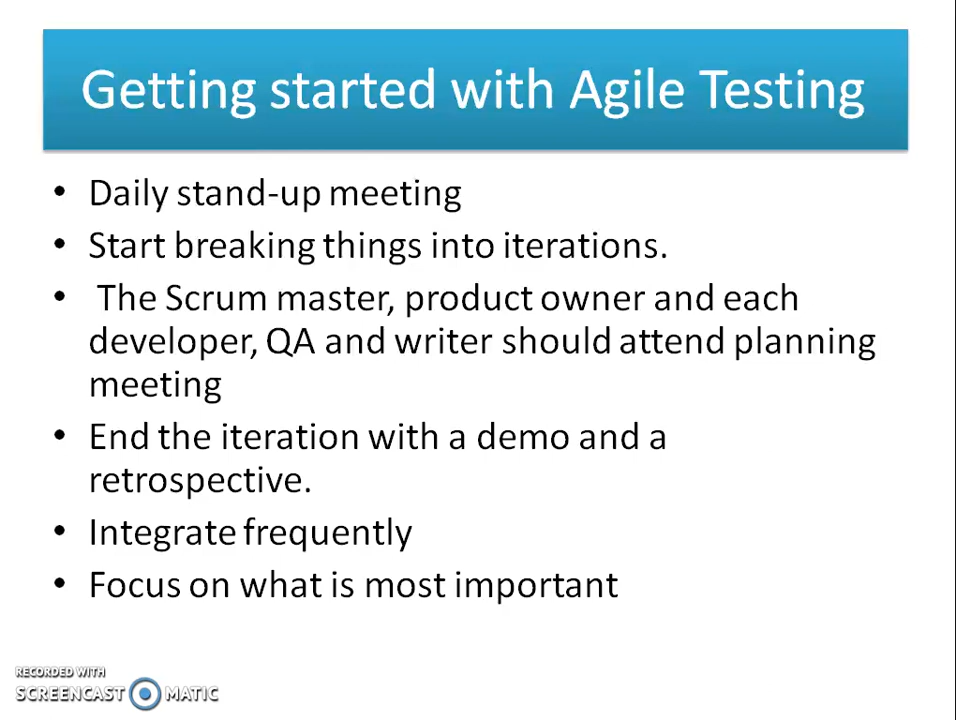 Getting started with Agile Testing
• Daily stand-up meeting
• Start breaking things into iterations.
• The Scrum master, product owner and each
developer, QA and writer should attend planning
meeting
• End the iteration with a demo and a
retrospective.
• Integrate frequently
• Focus on what is most important
RECORDED WITH
SCREENCAST MATIC